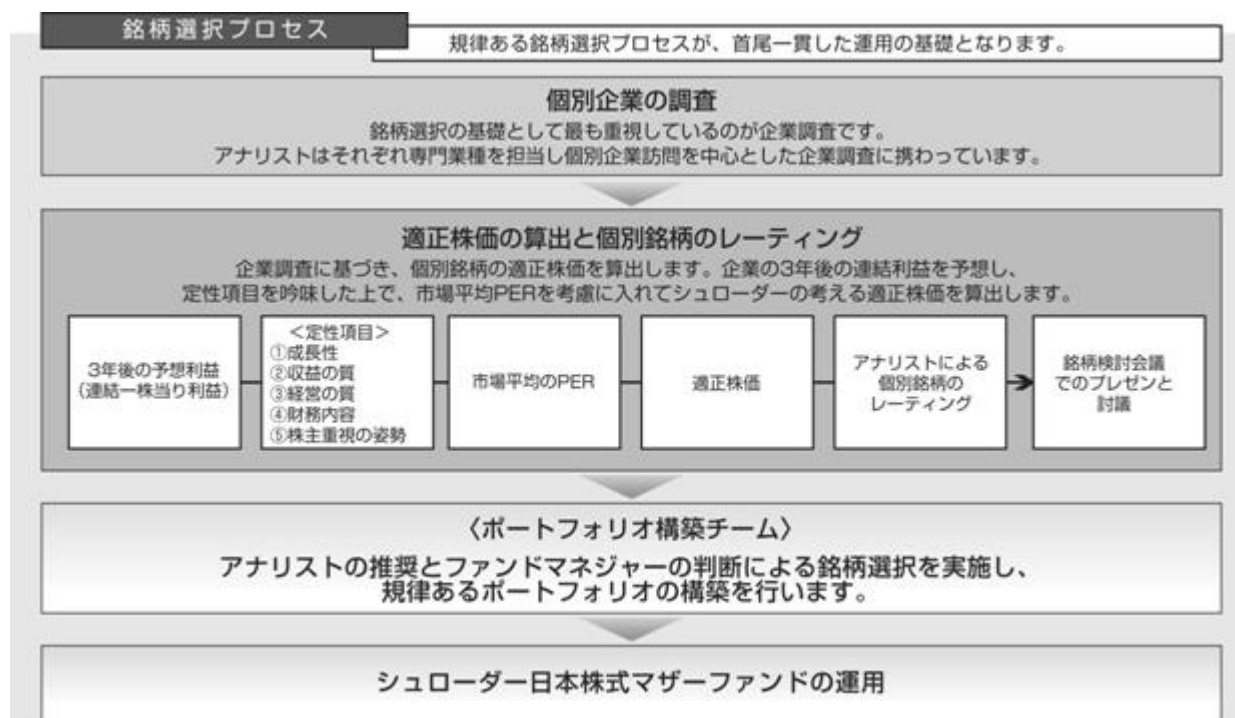 銘柄選択プロセス
規律ある銘柄選択プロセスが、首尾一貫した運用の基礎となります。
個別企業の調査
銘柄選択の基礎として最も重視しているのが企業調査です。
アナリストはそれぞれ専門業種を担当し個別企業訪問を中心とした企業調査に携わっています。
適正株価の算出と個別銘柄のレーティング
企業調査に基づき、個別銘柄の適正株価を算出します。企業の3年後の連結利益を予想し、
定性項目を吟味した上で、市場平均PERを考慮に入れてシュローダーの考える適正株価を算出します。
3年後の予想利益
(連結一株当り利益)
＜定性項目＞
①成長性
②収益の質
③経営の質
④財務内容
⑤株主重視の姿勢
市場平均のPER
適正株価
アナリストによる
個別銘柄の
レーティング
銘柄検討会議
でのプレゼンと
討議
〈ポートフォリオ構築チーム〉
アナリストの推奨とファンドマネジャーの判断による銘柄選択を実施し、
規律あるポートフォリオの構築を行います。
シュローダー日本株式マザーファンドの運用